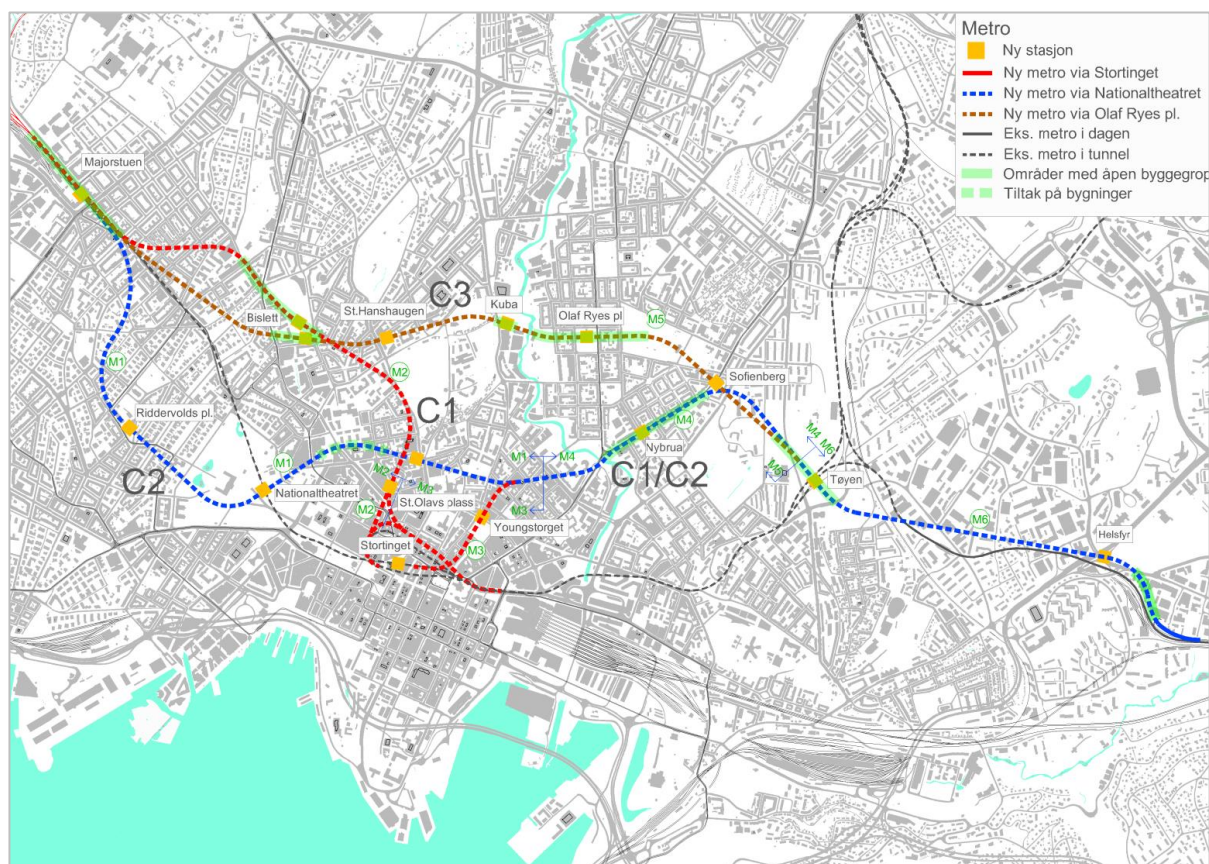 Metro
Ny stasjon
Ny metro via Stortinget
Ny metro via Nationaltheatret
Ny metro via Olaf Ryes pl.
Eks. metro i dagen
Eks. metro i tunnel
Områder med åpen byggegrop
Tiltak på bygninger
Majorstuen
Bislett
St.Hanshaugen
C3
Kuba
Olaf Ryes pl
M5
M1
M2
C1
Sofienberg
Riddervolds pl.
M4
Nybrua
C1/C2
M4 M6
M5
Tøyen
C2
M1
Nationaltheatret
M2
M3
St.Olavs plass
M2
M1
M4
M3
Youngstorget
M3
Stortinget
M6
Helsfyr